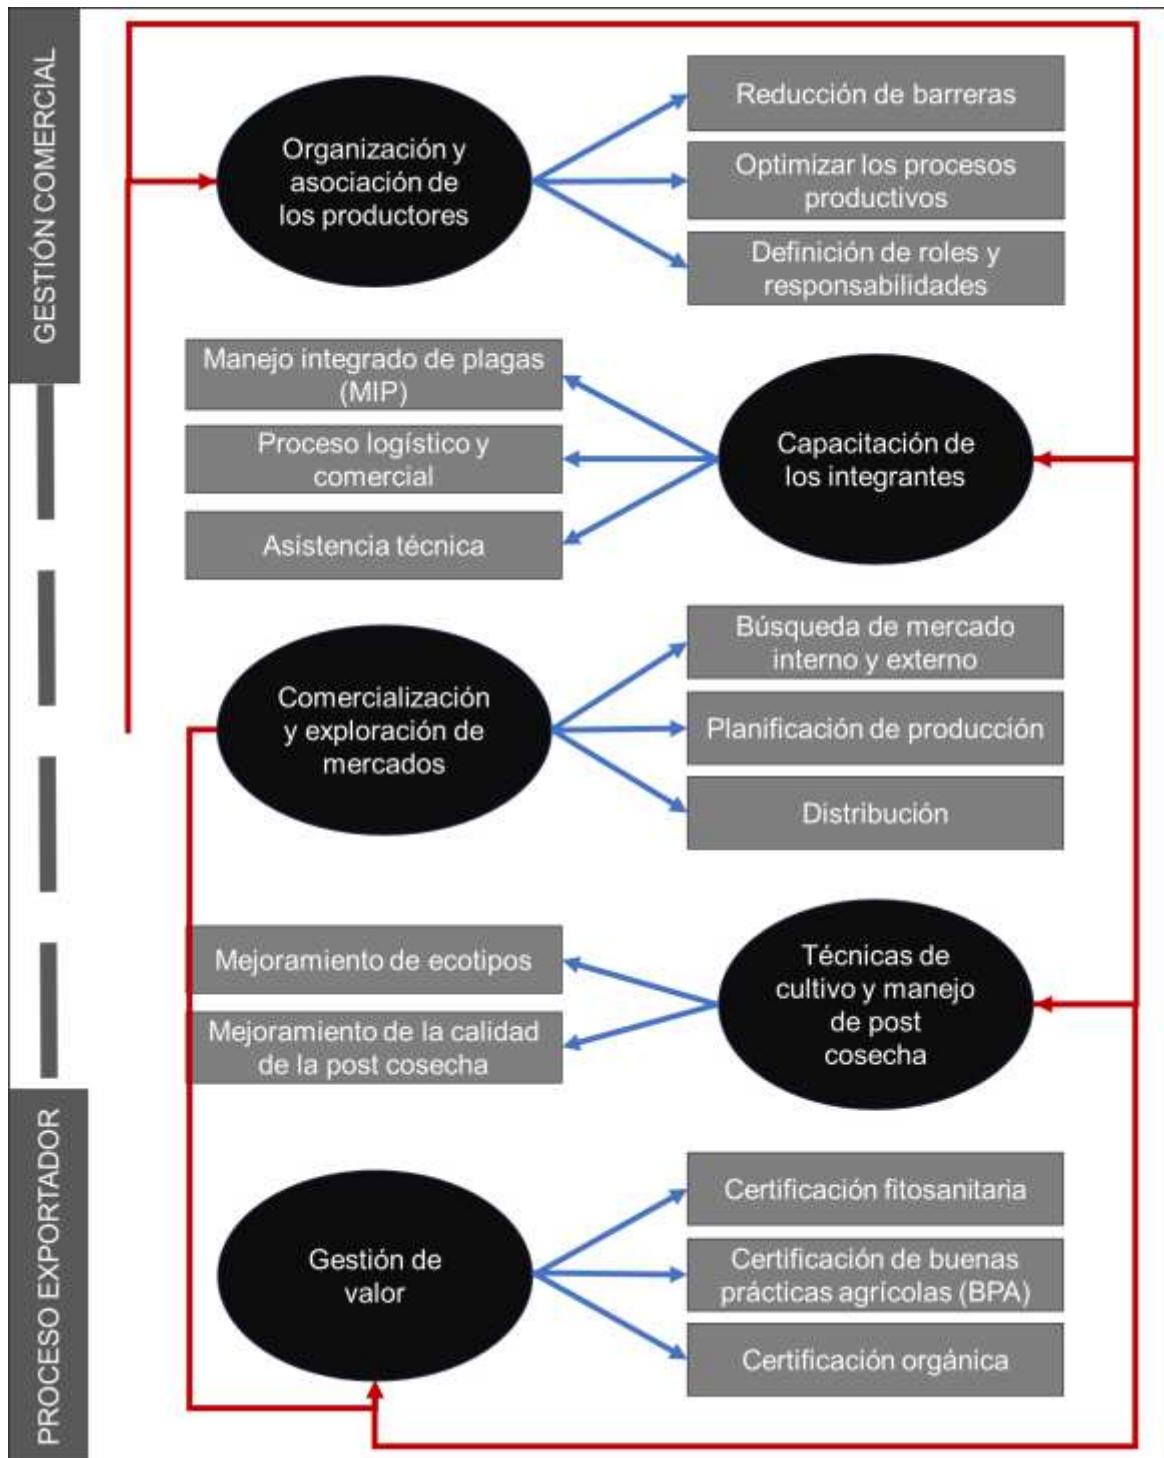 GESTIÓN COMERCIAL
Organización y
asociación de
los productores
Reducción de barreras
Optimizar los procesos
productivos
Definición de roles y
responsabilidades
Manejo integrado de plagas
(MIP)
Proceso logístico y
comercial
Asistencia técnica
Capacitación de
los integrantes
Comercialización
y exploración de
mercados
Búsqueda de mercado
interno y externo
Planificación de producción
Distribución
Mejoramiento de ecotipos
Mejoramiento de la calidad
de la post cosecha
Técnicas de
cultivo y manejo
de post
cosecha
PROCESO EXPORTADOR
Gestión de
valor
Certificación fitosanitaria
Certificación de buenas
prácticas agrícolas (BPA)
Certificación orgánica